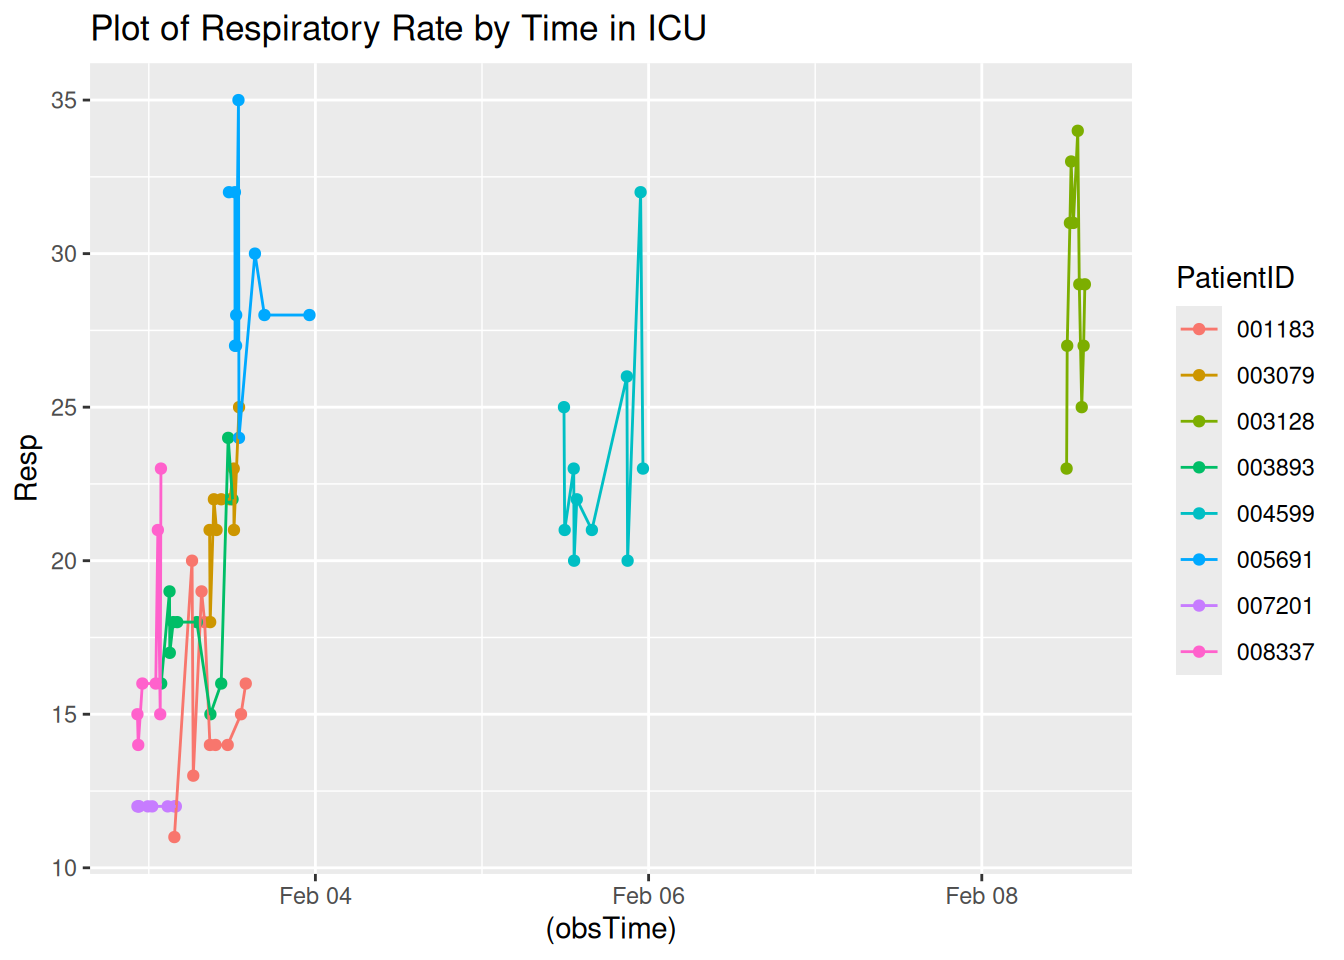 Plot of Respiratory Rate by Time in ICU
Resp
35
30
25
20
15
10
Feb 04
Feb 06
Feb 08
(obsTime)
PatientID
001183
003079
003128
003893
004599
005691
007201
008337